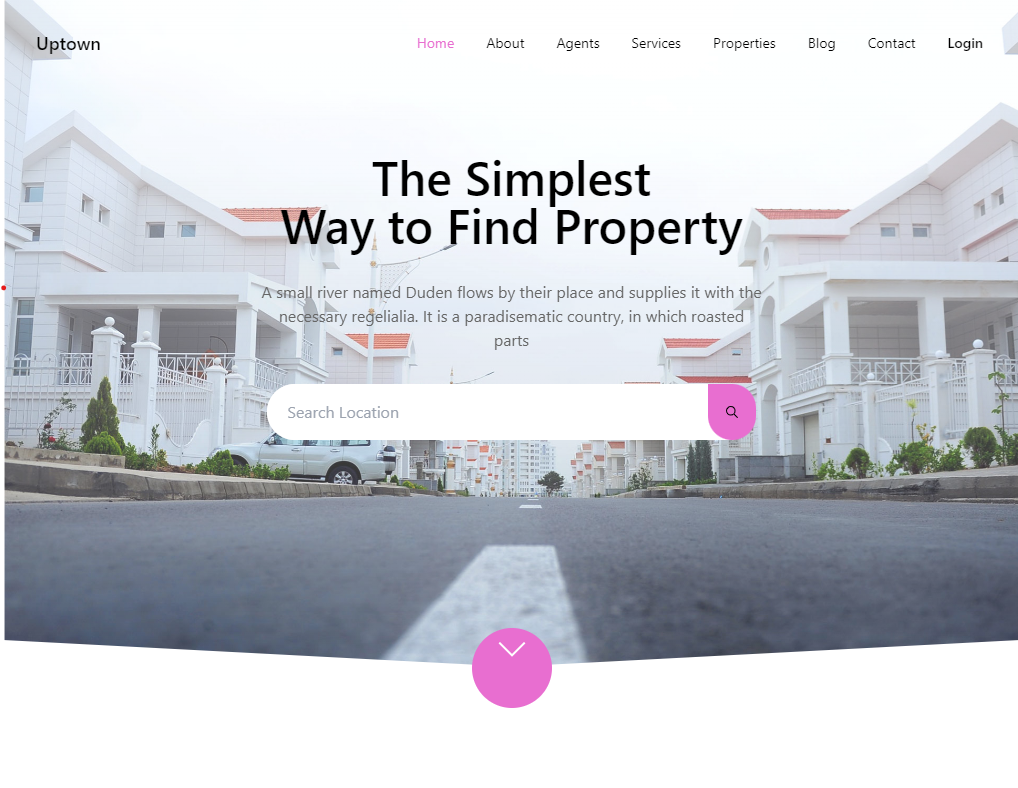 Uptown
Home About Agents Services Properties Blog Contact Login
The Simplest
Way to Find Property
A small river named Duden flows by their place and supplies it with the
necessary regelialia. It is a paradisematic country, in which roasted
parts
Search Location